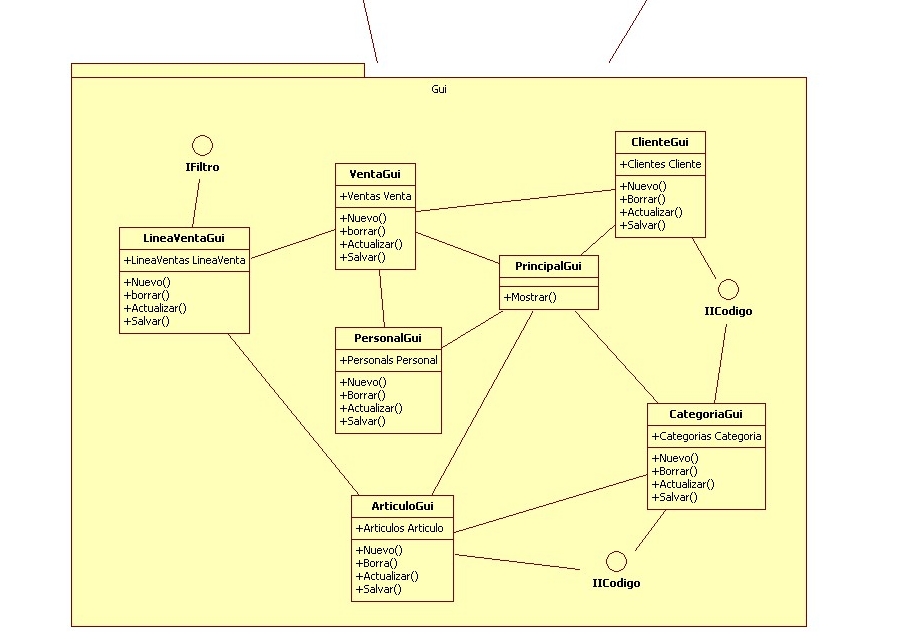 Gui
IFiltro
LineaVentaGui
+LineaVentas LineaVenta
+Nuevo()
+borrar()
+Actualizar()
+Salvar()
VentaGui
+Ventas Venta
+Nuevo()
+borrar()
+Actualizar()
+Salvar()
ClienteGui
+Clientes Cliente
+Nuevo()
+Borrar()
+Actualizar()
+Salvar()
PrincipalGui
+Mostrar()
IICodigo
PersonalGui
+Personals Personal
+Nuevo()
+Borrar()
+Actualizar()
+Salvar()
CategoriaGui
+Categorias Categoria
+Nuevo()
+Borrar()
+Actualizar()
+Salvar()
ArticuloGui
+Articulos Articulo
+Nuevo()
+Borra()
+Actualizar()
+Salvar()
IICodigo